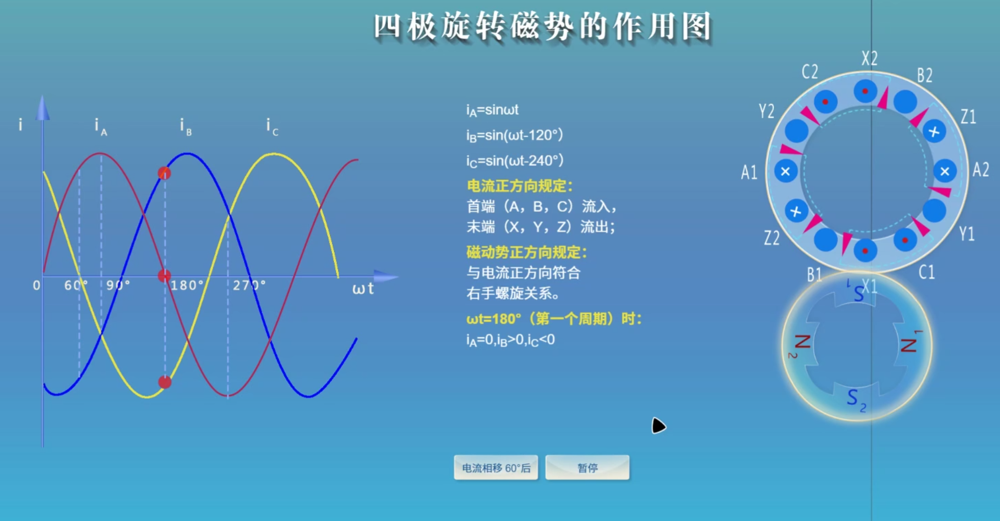 四极旋转磁势的作用图
i
iA
iB
iC
0
60°
90°
180°
270°
ωt
iA=sinωt
iB=sin(ωt-120°)
iC=sin(ωt-240°)
电流正方向规定：
首端（A，B，C）流入，
末端（X，Y，Z）流出；
磁动势正方向规定：
与电流正方向符合
右手螺旋关系。
ωt=180°（第一个周期）时：
iA=0,iB>0,iC<0
电流相移 60°后
暂停
X2
C2
B2
Y2
Z1
A1
A2
Z2
Y1
B1
X1
C1
S1
N2
N1
S2